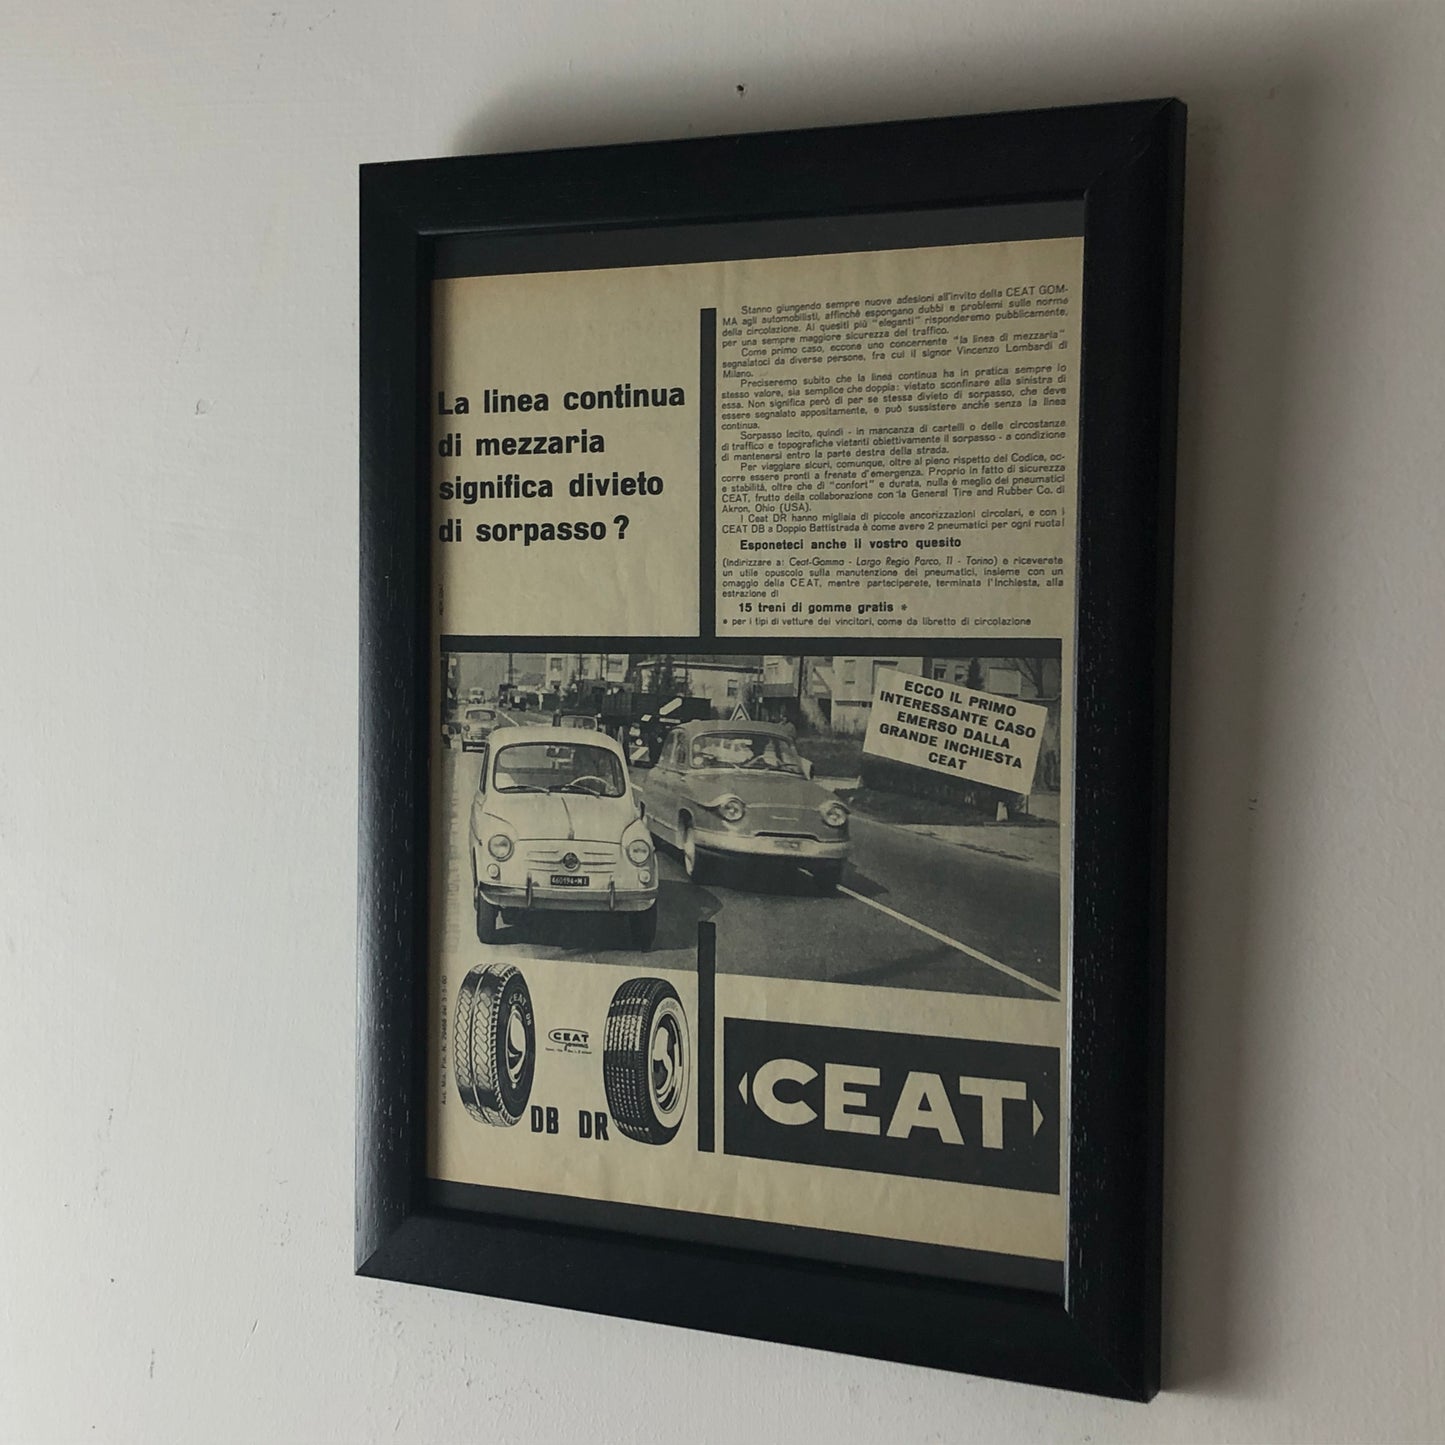 La linea continua
di mezzaria
significa divieto
di sorpasso?
Stanno giungendo sempre nuove adesioni all'invito della CEAT GOM-
MA agli automobilisti, affinchè espongano dubbi e problemi sulle norme
della circolazione. Ai quesiti più "eleganti" risponderemo pubblicamente,
per una sempre maggiore sicurezza del traffico.
Come primo caso, eccone uno concernente "la linea di mezzaria"
segnalatoci da diverse persone, fra cui il signor Vincenzo Lombardi di
Milano.
Preciseremo subito che la linea continua ha in pratica sempre lo
stesso valore, sia semplice che doppia: vietato sconfinare alla sinistra di
essa. Non significa però di per se stessa divieto di sorpasso, che deve
essere segnalato appositamente, e può sussistere anche senza la linea
continua.
Sorpasso lecito, quindi - in mancanza di cartelli o delle circostanze
di traffico e topografiche vietanti obiettivamente il sorpasso - a condizione
di mantenersi entro la parte destra della strada.
Per viaggiare sicuri, comunque, oltre al pieno rispetto del Codice, oc-
corre essere pronti a frenate d'emergenza. Proprio in fatto di sicurezza
e stabilità, oltre che di "confort" e durata, nulla è meglio dei pneumatici
CEAT, frutto della collaborazione con la General Tire and Rubber Co. di
Akron, Ohio (USA).
I Ceat DR hanno migliaia di piccole ancorizzazioni circolari, e con i
CEAT DB a Doppio Battistrada è come avere 2 pneumatici per ogni ruota!
Esponeteci anche il vostro quesito
(indirizzare a: Ceat-Gomma - Largo Regio Parco, 11 - Torino) e riceverete
un utile opuscolo sulla manutenzione dei pneumatici, insieme con un
omaggio della CEAT, mentre parteciperete, terminata l'inchiesta, alla
estrazione di
15 treni di gomme gratis *
* per i tipi di vetture dei vincitori, come da libretto di circolazione
ECCO IL PRIMO
INTERESSANTE CASO
EMERSO DALLA
GRANDE INCHIESTA
CEAT
460194-MI
CEAT DB
CEAT
DB DR
CEAT